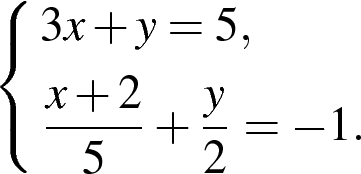 3x + y = 5,
(x + 2)/5 + y/2 = −1.